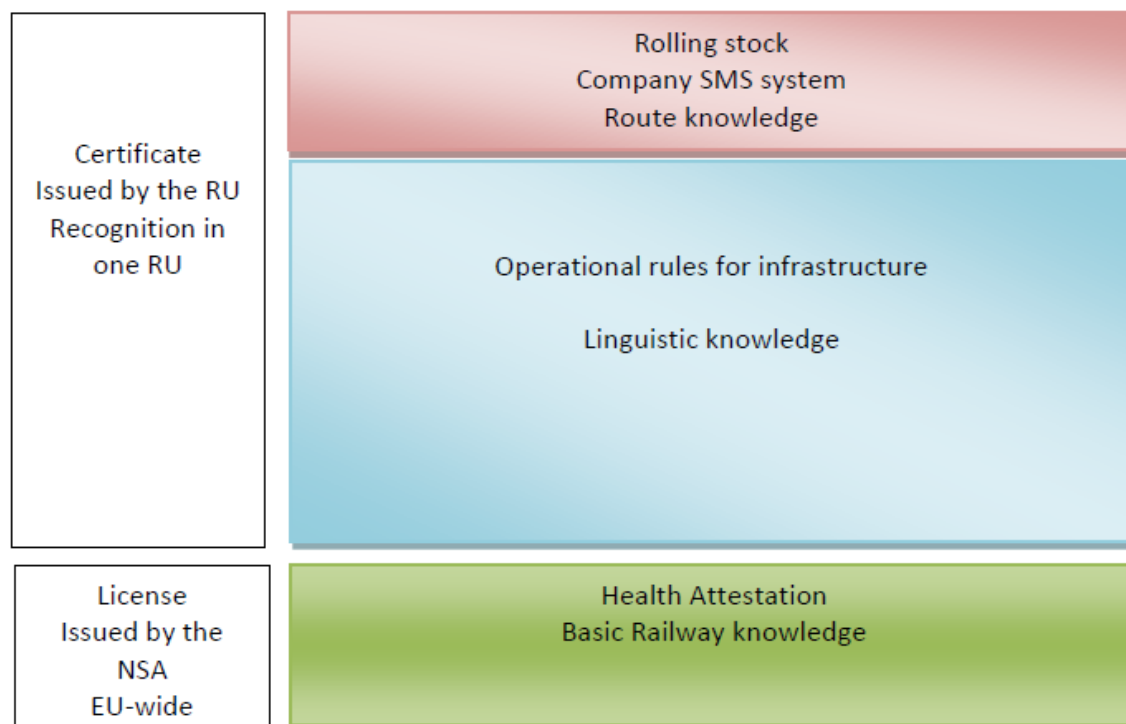 Certificate
Issued by the RU
Recognition in
one RU
Rolling stock
Company SMS system
Route knowledge
Operational rules for infrastructure
Linguistic knowledge
License
Issued by the
NSA
EU-wide
Health Attestation
Basic Railway knowledge